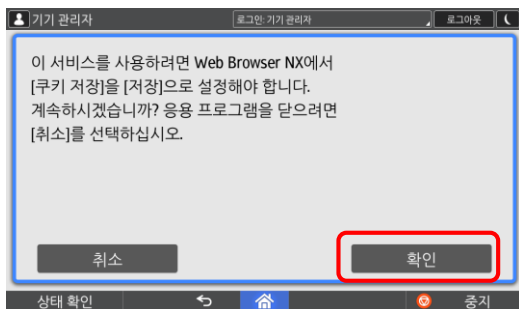 기기 관리자 로그인: 기기 관리자 로그아웃
이 서비스를 사용하려면 Web Browser NX에서
[쿠키 저장]을 [저장]으로 설정해야 합니다.
계속하시겠습니까? 응용 프로그램을 닫으려면
[취소]를 선택하십시오.
취소 확인
상태 확인 중지